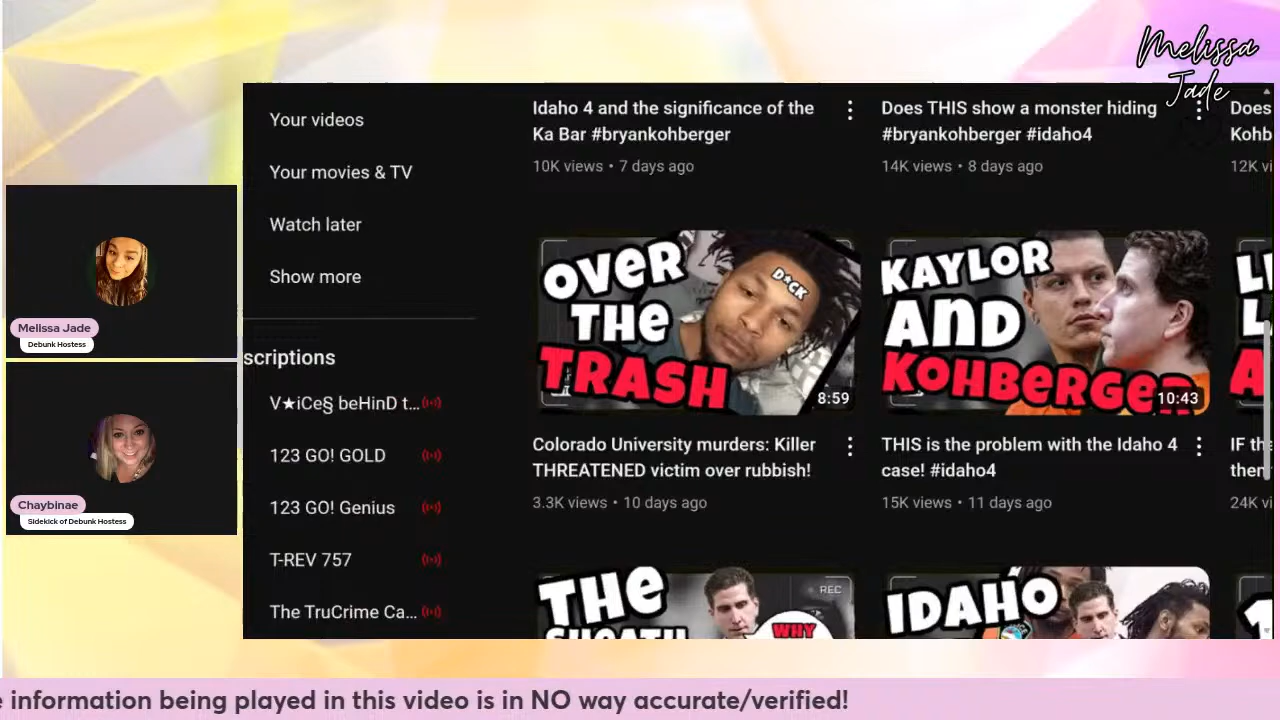 Melissa
Jade
Your videos
Your movies & TV
Watch later
Show more
scriptions
V★iCe§ beHinD t...
123 GO! GOLD
123 GO! Genius
T-REV 757
The TruCrime Ca...
Idaho 4 and the significance of the
Ka Bar #bryankohberger
10K views • 7 days ago
Does THIS show a monster hiding
#bryankohberger #idaho4
14K views • 8 days ago
Does
Kohb
12K vi
OVER
THE
TRASH
D*CK
8:59
Colorado University murders: Killer
THREATENED victim over rubbish!
3.3K views • 10 days ago
KAYLOR
AND
KOHBERGER
10:43
THIS is the problem with the Idaho 4
case! #idaho4
15K views • 11 days ago
IF th
them
24K vi
THE
SHEATH
REC
WHY
IDAHO
Melissa Jade
Debunk Hostess
Chaybinae
Sidekick of Debunk Hostess
e information being played in this video is in NO way accurate/verified!